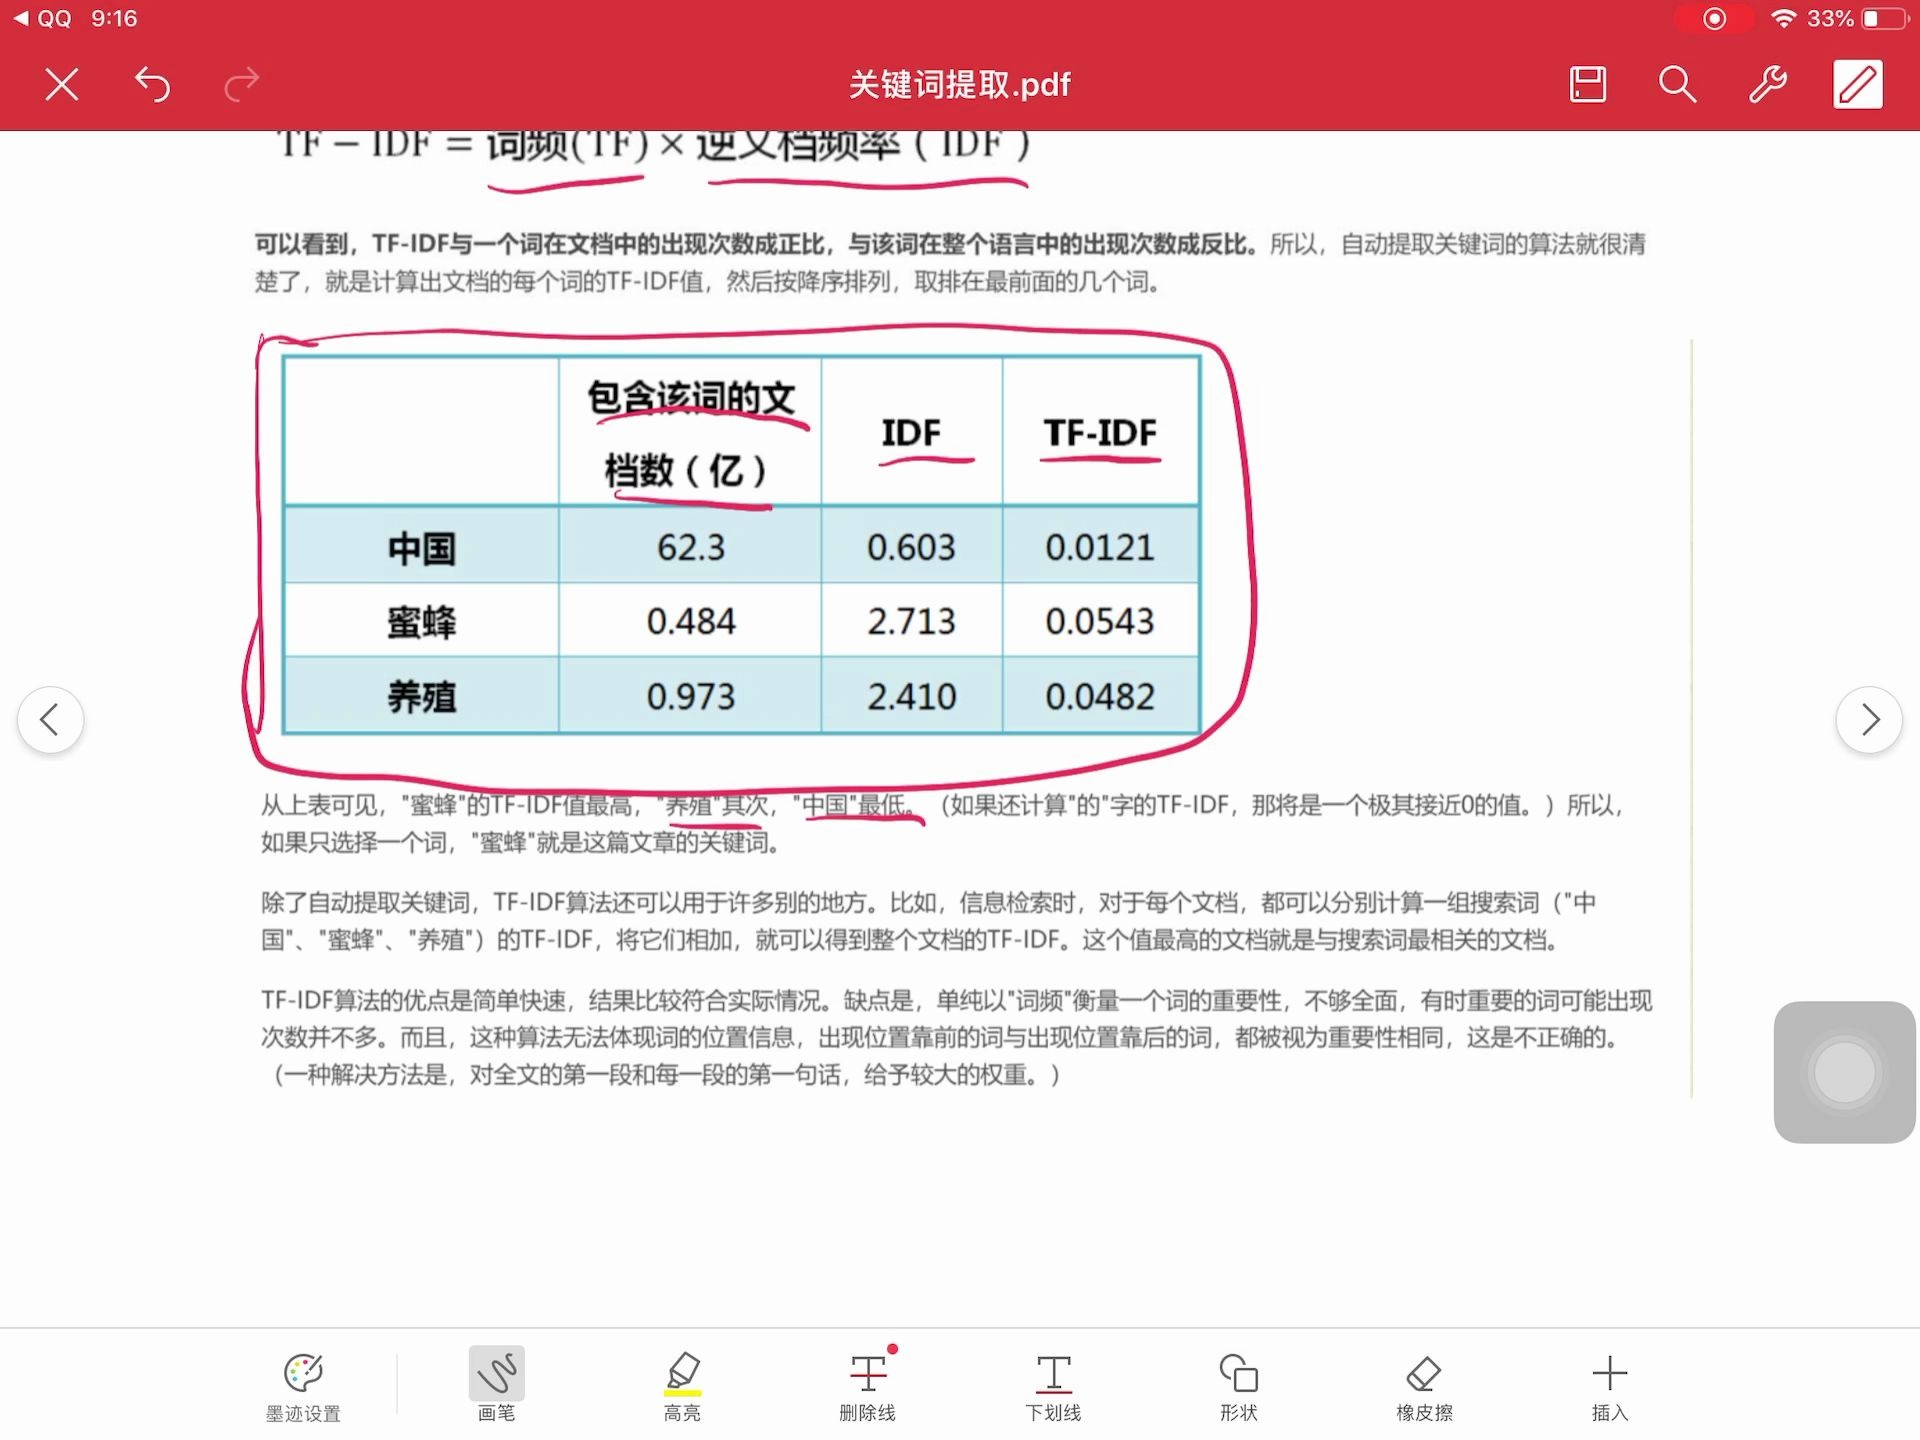 QQ 9:16
33%
关键词提取.pdf
TF – IDF = 词频(TF) × 逆文档频率（IDF）
可以看到，TF-IDF与一个词在文档中的出现次数成正比，与该词在整个语言中的出现次数成反比。所以，自动提取关键词的算法就很清
楚了，就是计算出文档的每个词的TF-IDF值，然后按降序排列，取排在最前面的几个词。
包含该词的文
档数（亿）
IDF
TF-IDF
中国 62.3 0.603 0.0121
蜜蜂 0.484 2.713 0.0543
养殖 0.973 2.410 0.0482
从上表可见，"蜜蜂"的TF-IDF值最高，"养殖"其次，"中国"最低。（如果还计算"的"字的TF-IDF，那将是一个极其接近0的值。）所以，
如果只选择一个词，"蜜蜂"就是这篇文章的关键词。
除了自动提取关键词，TF-IDF算法还可以用于许多别的地方。比如，信息检索时，对于每个文档，都可以分别计算一组搜索词（"中
国"、"蜜蜂"、"养殖"）的TF-IDF，将它们相加，就可以得到整个文档的TF-IDF。这个值最高的文档就是与搜索词最相关的文档。
TF-IDF算法的优点是简单快速，结果比较符合实际情况。缺点是，单纯以"词频"衡量一个词的重要性，不够全面，有时重要的词可能出现
次数并不多。而且，这种算法无法体现词的位置信息，出现位置靠前的词与出现位置靠后的词，都被视为重要性相同，这是不正确的。
（一种解决方法是，对全文的第一段和每一段的第一句话，给予较大的权重。）
墨迹设置 画笔 高亮 删除线 下划线 形状 橡皮擦 插入